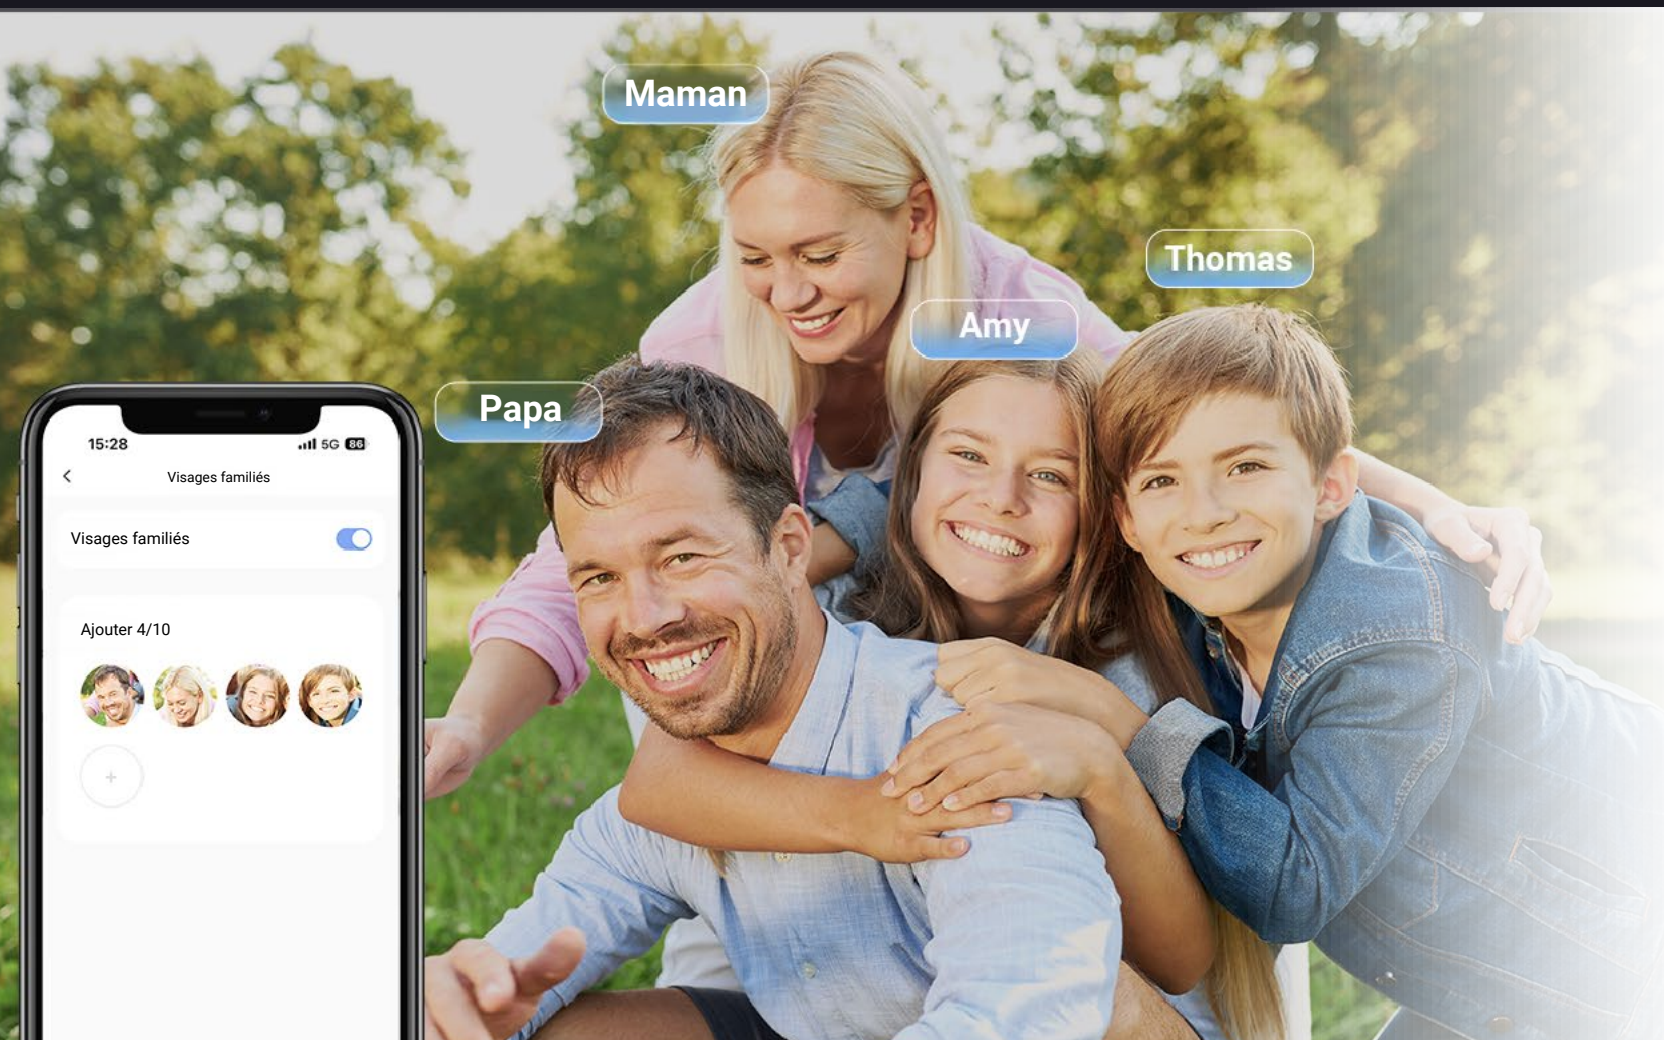 Maman
Thomas
Amy
Papa
15:28
5G 86
Visages familiés
Visages familiés
Ajouter 4/10
+